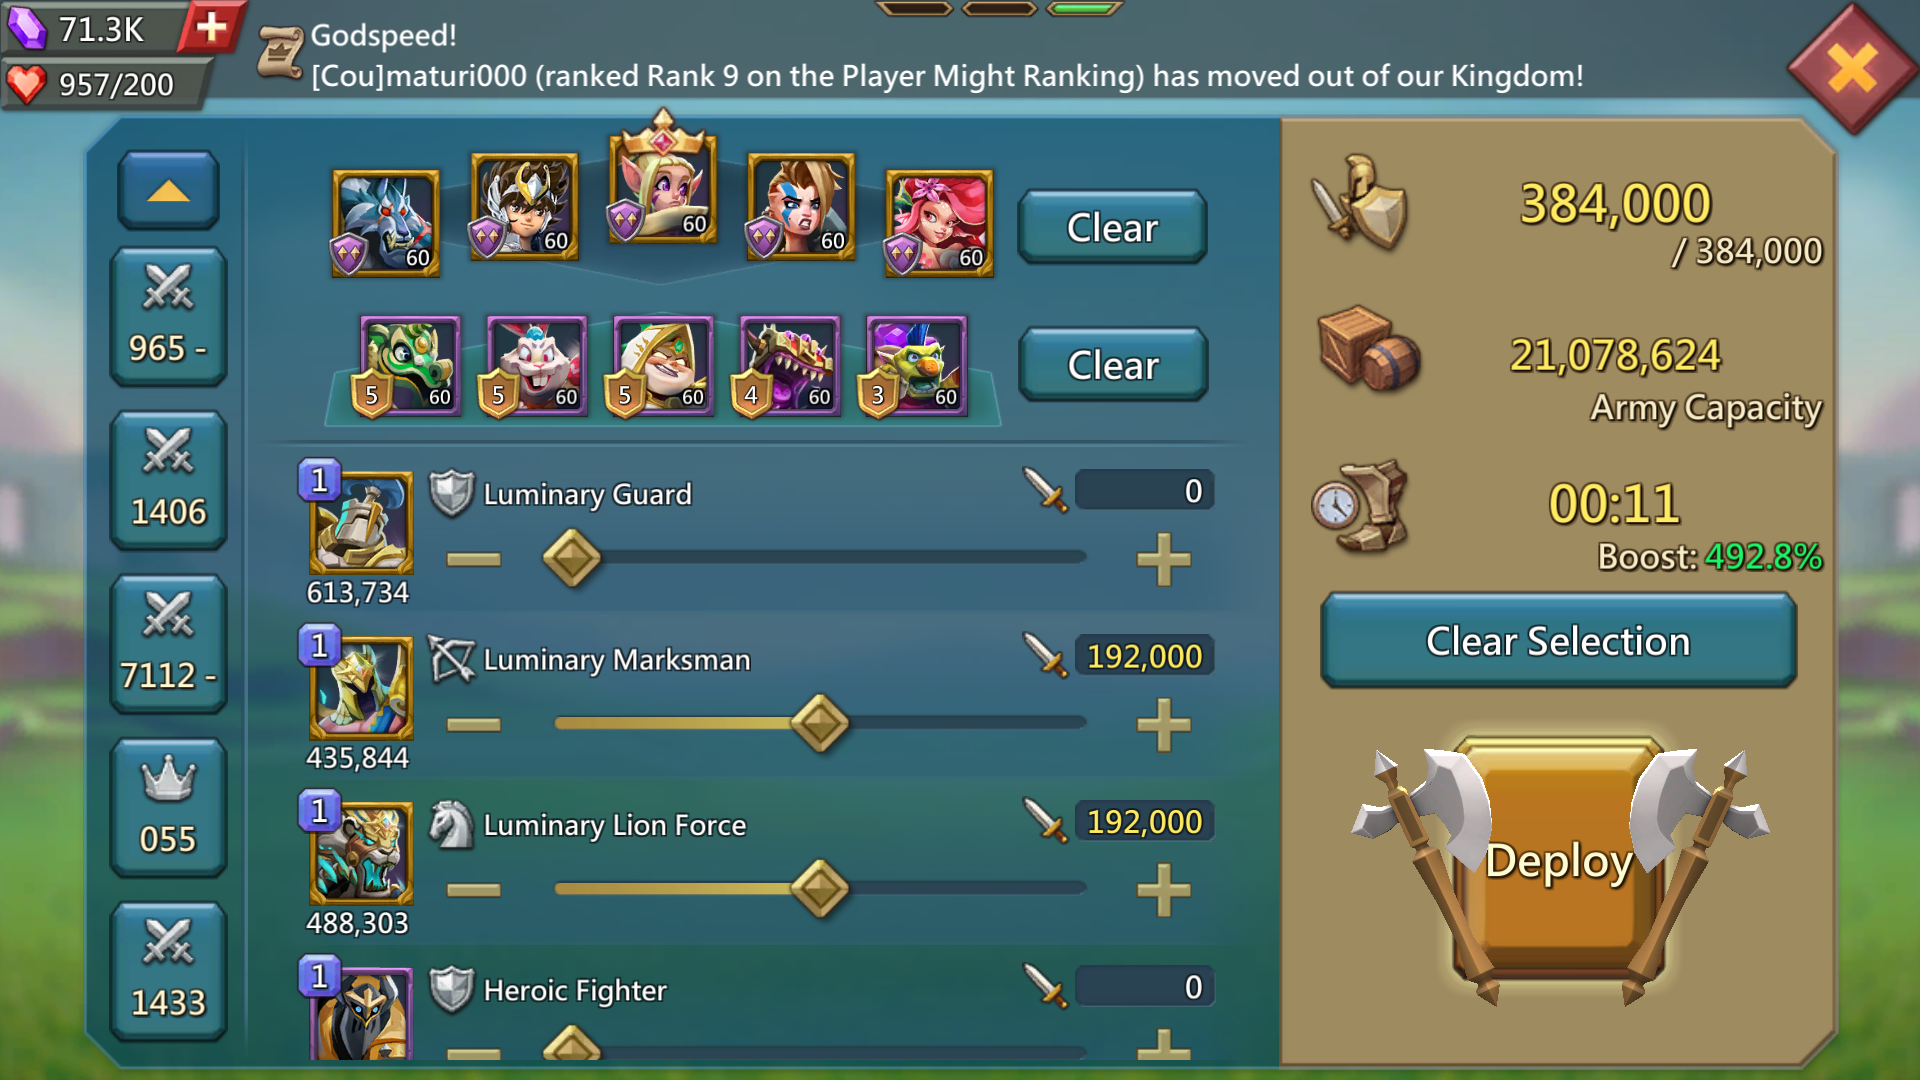 71.3K
957/200
Godspeed!
[Cou]maturi000 (ranked Rank 9 on the Player Might Ranking) has moved out of our Kingdom!
965 -
1406
7112 -
055
1433
60
60
60
60
60
Clear
5
60
5
60
5
60
4
60
3
60
Clear
1
Luminary Guard
0
613,734
1
Luminary Marksman
192,000
435,844
1
Luminary Lion Force
192,000
488,303
1
Heroic Fighter
0
384,000
/ 384,000
21,078,624
Army Capacity
00:11
Boost: 492.8%
Clear Selection
Deploy